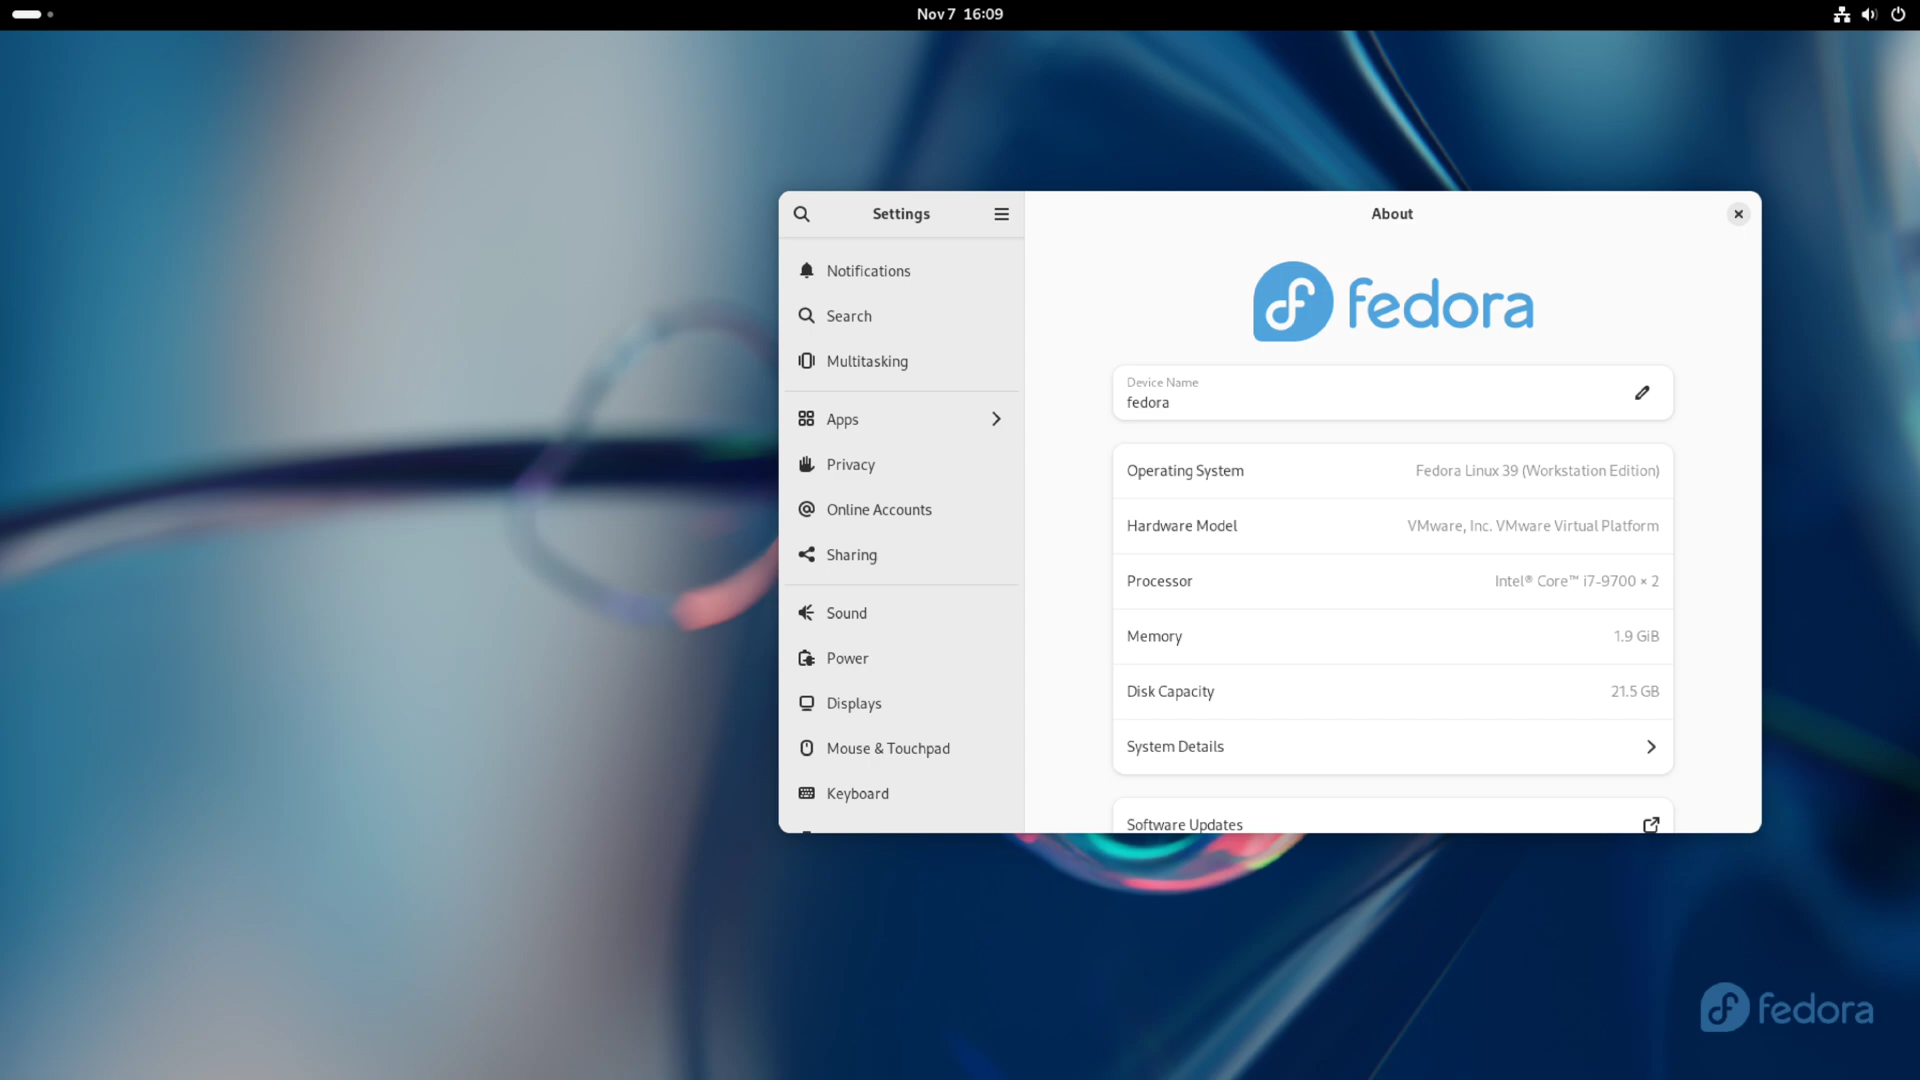 Nov 7 16:09
Settings
About
Notifications
Search
Multitasking
Apps
Privacy
Online Accounts
Sharing
Sound
Power
Displays
Mouse & Touchpad
Keyboard
fedora
Device Name
fedora
Operating System Fedora Linux 39 (Workstation Edition)
Hardware Model VMware, Inc. VMware Virtual Platform
Processor Intel® Core™ i7-9700 × 2
Memory 1.9 GiB
Disk Capacity 21.5 GB
System Details
Software Updates
fedora